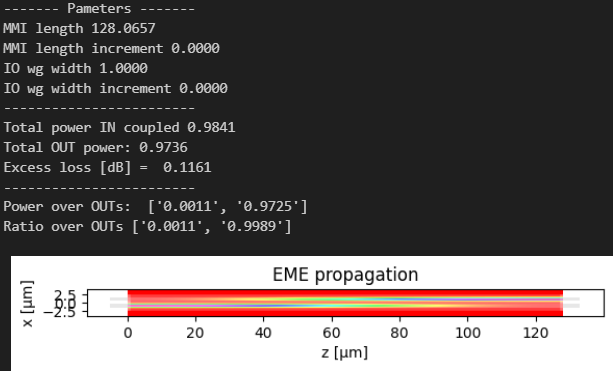 ------- Pameters -------
MMI length 128.0657
MMI length increment 0.0000
IO wg width 1.0000
IO wg width increment 0.0000
------------------------
Total power IN coupled 0.9841
Total OUT power: 0.9736
Excess loss [dB] =  0.1161
------------------------
Power over OUTs:  ['0.0011', '0.9725']
Ratio over OUTs ['0.0011', '0.9989']
EME propagation
x [μm]
2.5
0.0
−2.5
0 20 40 60 80 100 120
z [μm]